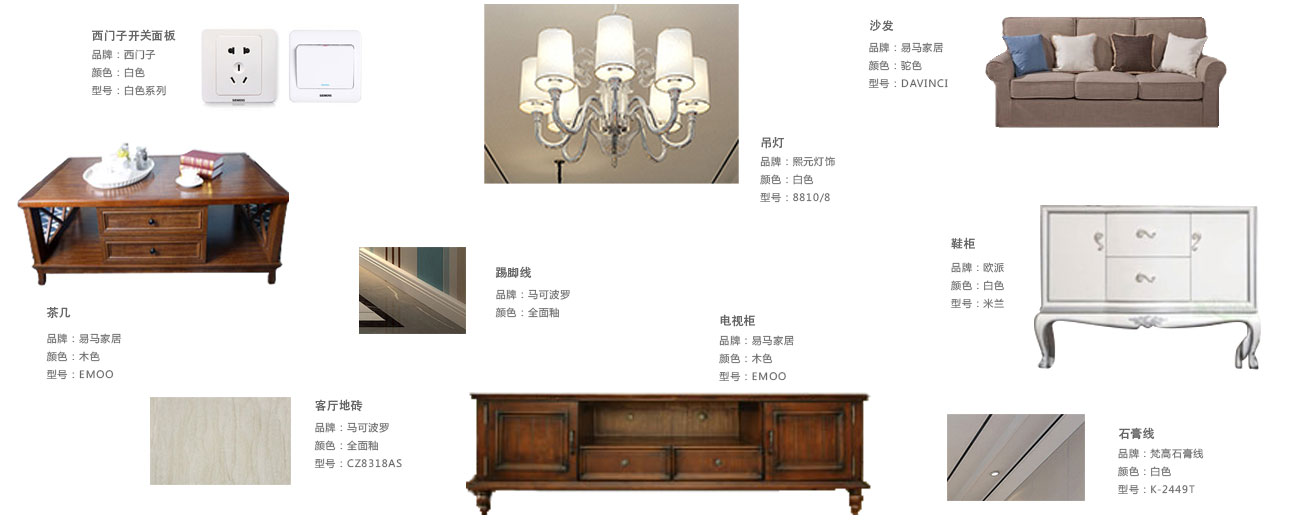 西门子开关面板
品牌：西门子
颜色：白色
型号：白色系列
SIEMENS
SIEMENS
吊灯
品牌：熙元灯饰
颜色：白色
型号：8810/8
沙发
品牌：易马家居
颜色：驼色
型号：DAVINCI
茶几
品牌：易马家居
颜色：木色
型号：EMOO
踢脚线
品牌：马可波罗
颜色：全面釉
鞋柜
品牌：欧派
颜色：白色
型号：米兰
电视柜
品牌：易马家居
颜色：木色
型号：EMOO
客厅地砖
品牌：马可波罗
颜色：全面釉
型号：CZ8318AS
石膏线
品牌：梵高石膏线
颜色：白色
型号：K-2449T